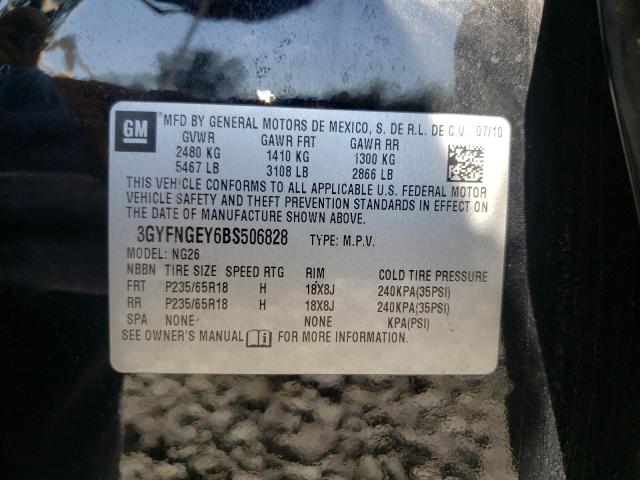 GM MFD BY GENERAL MOTORS DE MEXICO, S. DE R.L. DE C.V. 07/10
GVWR GAWR FRT GAWR RR
2480 KG 1410 KG 1300 KG
5467 LB 3108 LB 2866 LB
THIS VEHICLE CONFORMS TO ALL APPLICABLE U.S. FEDERAL MOTOR
VEHICLE SAFETY AND THEFT PREVENTION STANDARDS IN EFFECT ON
THE DATE OF MANUFACTURE SHOWN ABOVE.
3GYFNGEY6BS506828 TYPE: M.P.V.
MODEL: NG26
NBBN TIRE SIZE SPEED RTG RIM COLD TIRE PRESSURE
FRT P235/65R18 H 18X8J 240KPA(35PSI)
RR P235/65R18 H 18X8J 240KPA(35PSI)
SPA NONE NONE KPA(PSI)
SEE OWNER'S MANUAL FOR MORE INFORMATION.